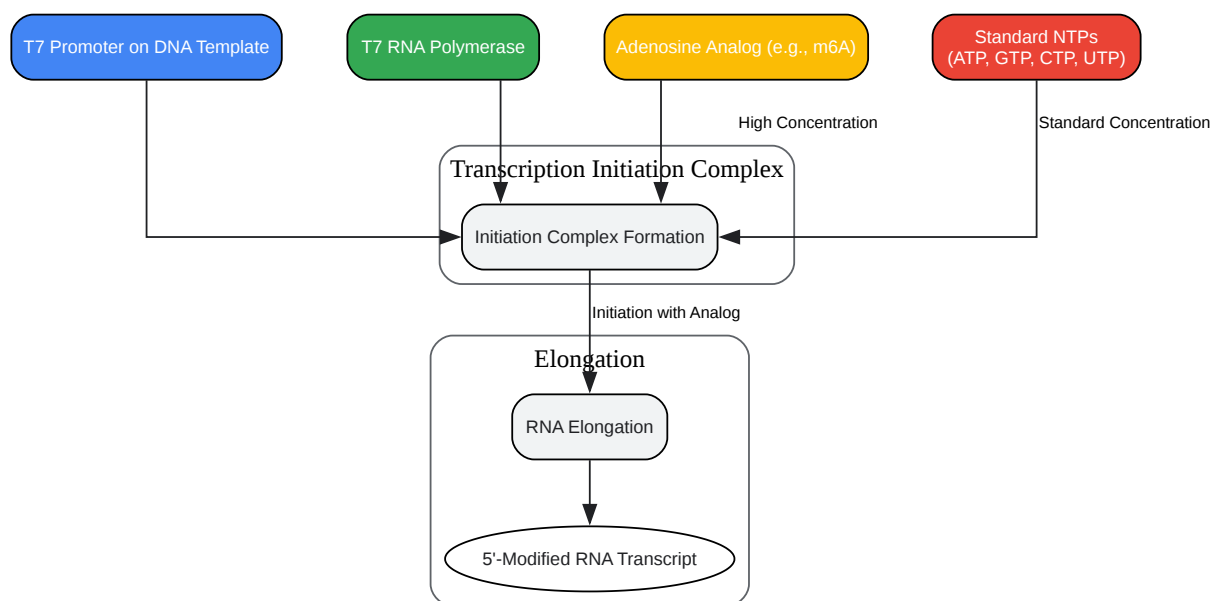 T7 Promoter on DNA Template
T7 RNA Polymerase
Adenosine Analog (e.g., m6A)
Standard NTPs
(ATP, GTP, CTP, UTP)
High Concentration
Standard Concentration
Transcription Initiation Complex
Initiation Complex Formation
Initiation with Analog
Elongation
RNA Elongation
5'-Modified RNA Transcript